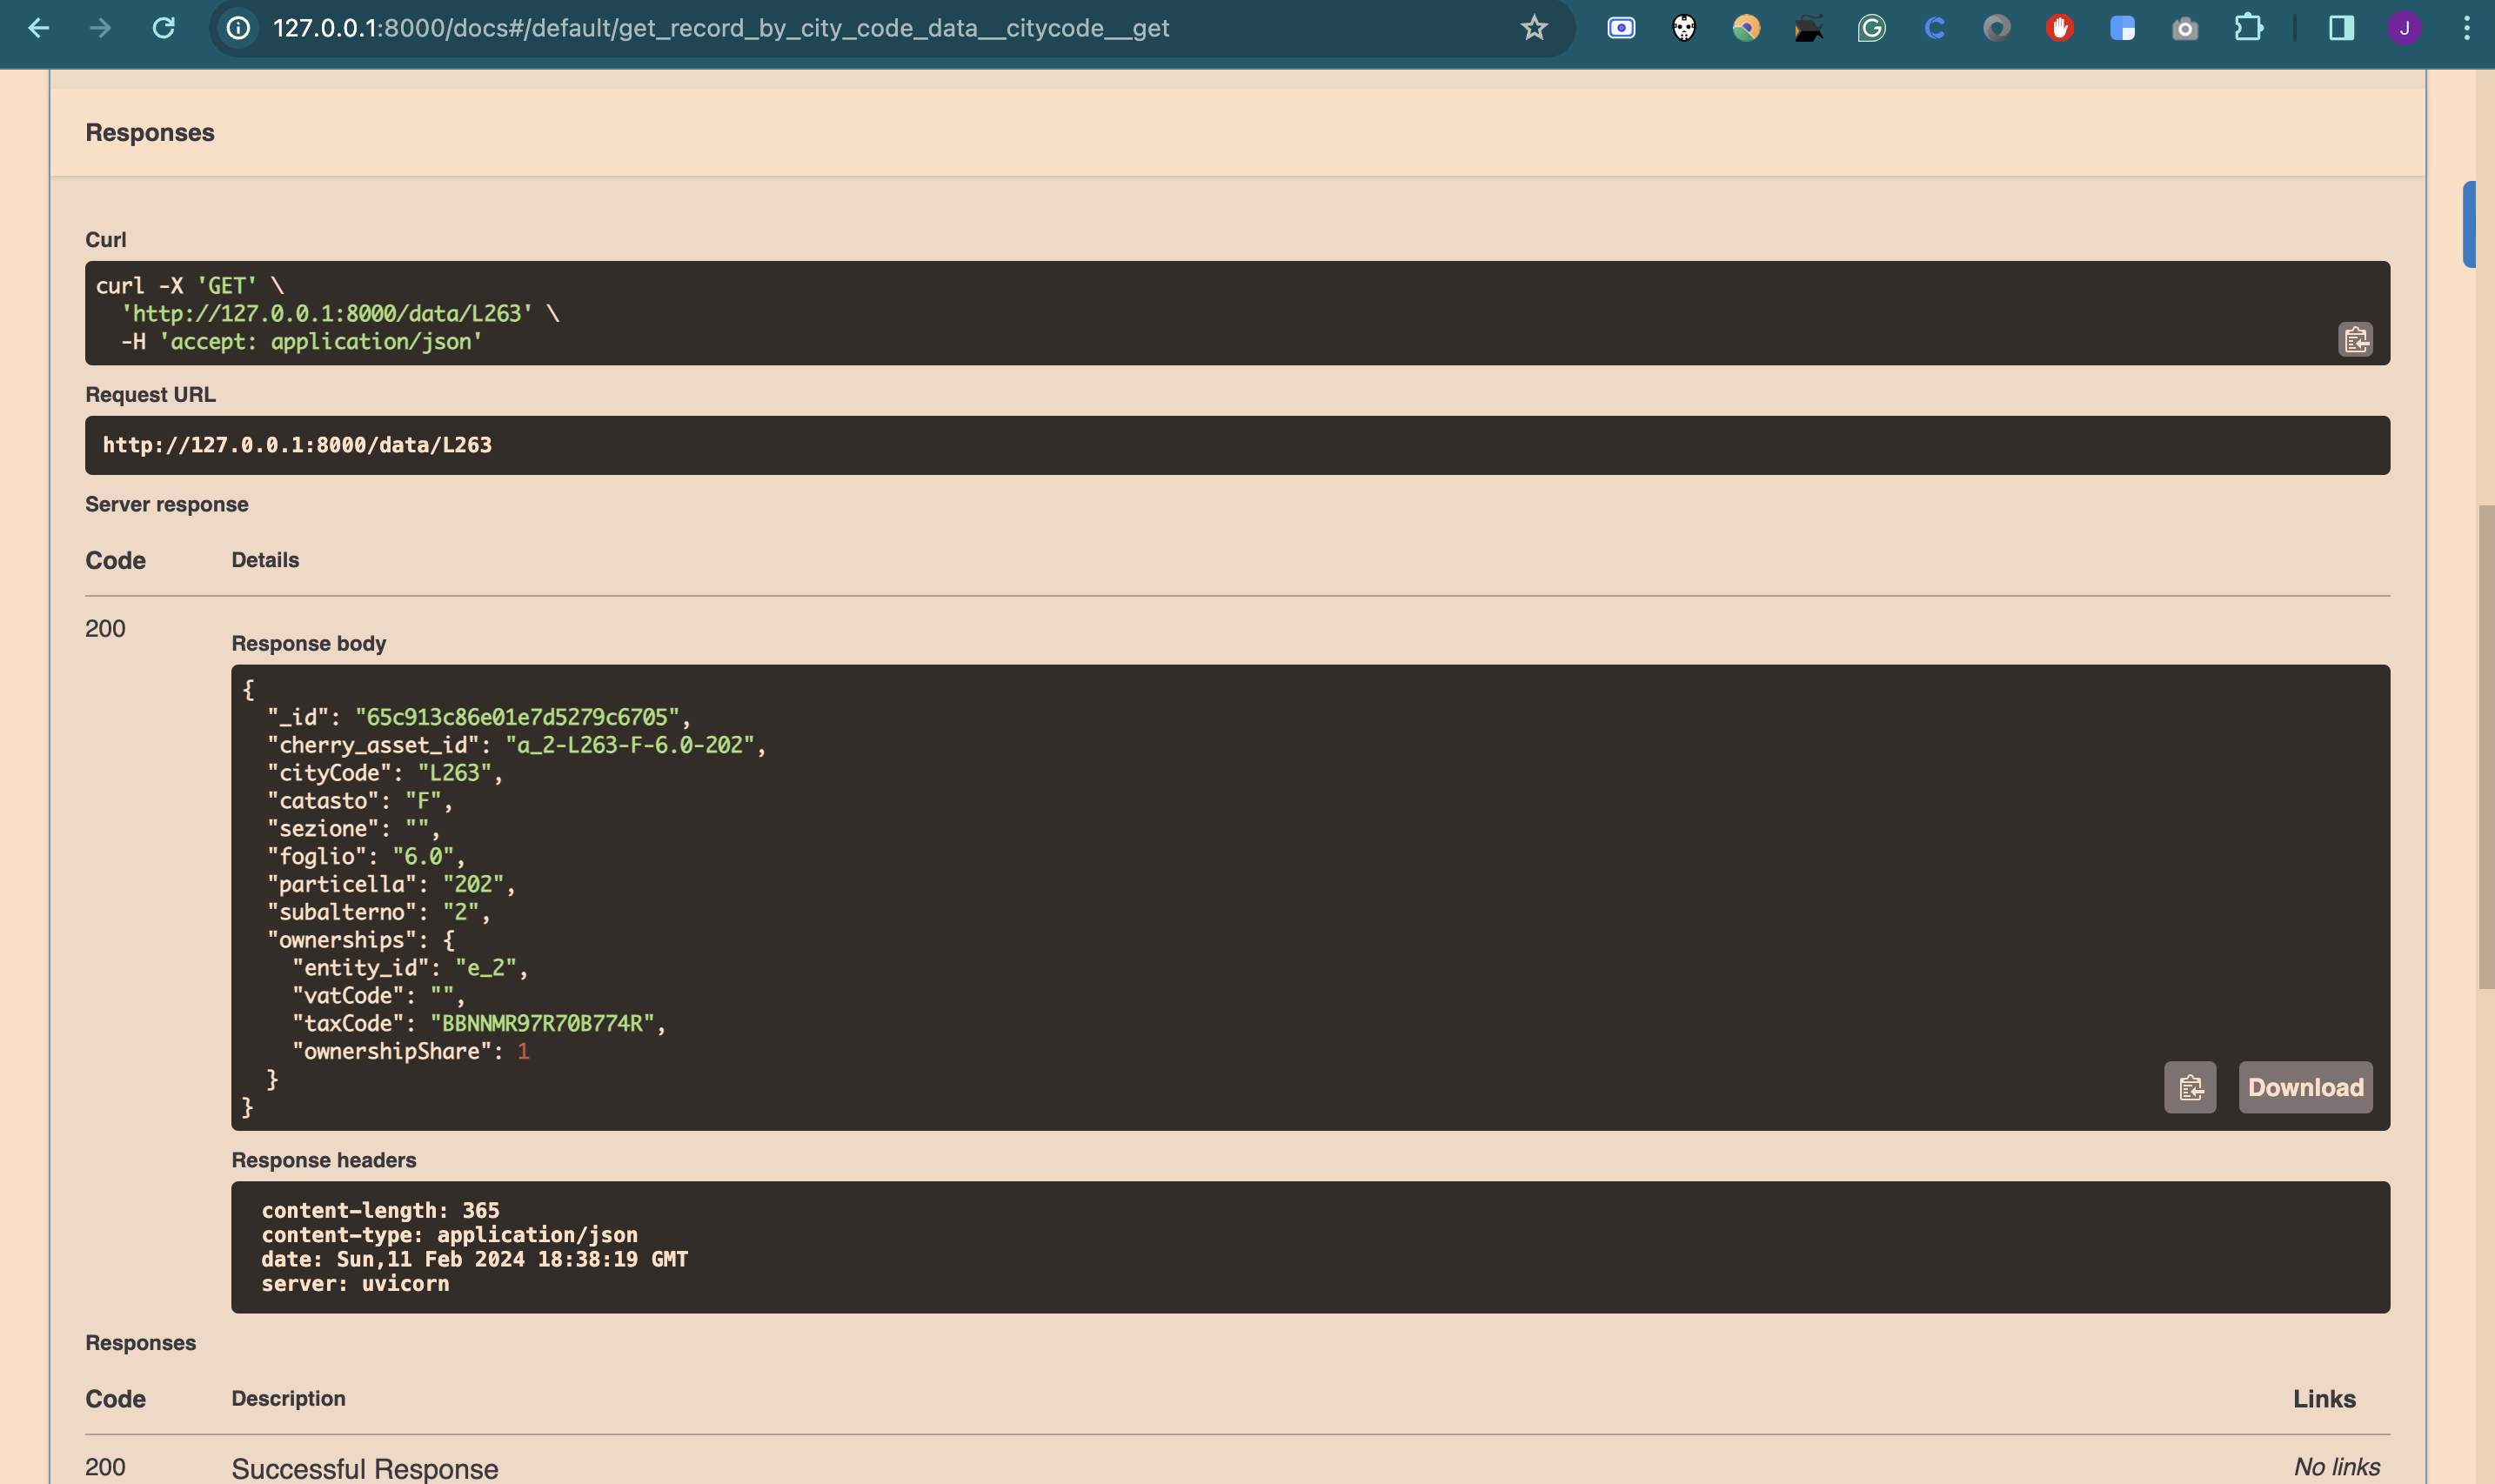 127.0.0.1:8000/docs#/default/get_record_by_city_code_data__citycode__get
J
Responses
Curl
curl -X 'GET' \
  'http://127.0.0.1:8000/data/L263' \
  -H 'accept: application/json'
Request URL
http://127.0.0.1:8000/data/L263
Server response
Code Details
200
Response body
{
  "_id": "65c913c86e01e7d5279c6705",
  "cherry_asset_id": "a_2-L263-F-6.0-202",
  "cityCode": "L263",
  "catasto": "F",
  "sezione": "",
  "foglio": "6.0",
  "particella": "202",
  "subalterno": "2",
  "ownerships": {
    "entity_id": "e_2",
    "vatCode": "",
    "taxCode": "BBNNMR97R70B774R",
    "ownershipShare": 1
  }
}
Download
Response headers
content-length: 365
content-type: application/json
date: Sun,11 Feb 2024 18:38:19 GMT
server: uvicorn
Responses
Code Description Links
200 Successful Response No links